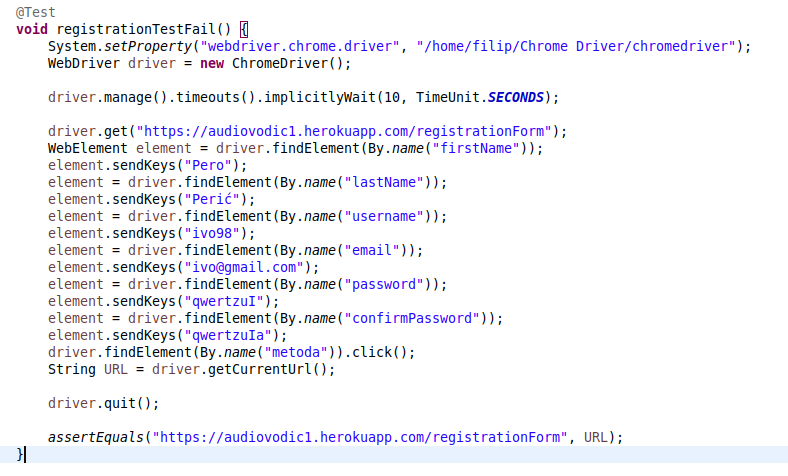 @Test
void registrationTestFail() {
System.setProperty("webdriver.chrome.driver", "/home/filip/Chrome Driver/chromedriver");
WebDriver driver = new ChromeDriver();
driver.manage().timeouts().implicitlyWait(10, TimeUnit.SECONDS);
driver.get("https://audiovodic1.herokuapp.com/registrationForm");
WebElement element = driver.findElement(By.name("firstName"));
element.sendKeys("Pero");
element = driver.findElement(By.name("lastName"));
element.sendKeys("Perić");
element = driver.findElement(By.name("username"));
element.sendKeys("ivo98");
element = driver.findElement(By.name("email"));
element.sendKeys("ivo@gmail.com");
element = driver.findElement(By.name("password"));
element.sendKeys("qwertzuI");
element = driver.findElement(By.name("confirmPassword"));
element.sendKeys("qwertzuIa");
driver.findElement(By.name("metoda")).click();
String URL = driver.getCurrentUrl();
driver.quit();
assertEquals("https://audiovodic1.herokuapp.com/registrationForm", URL);
}